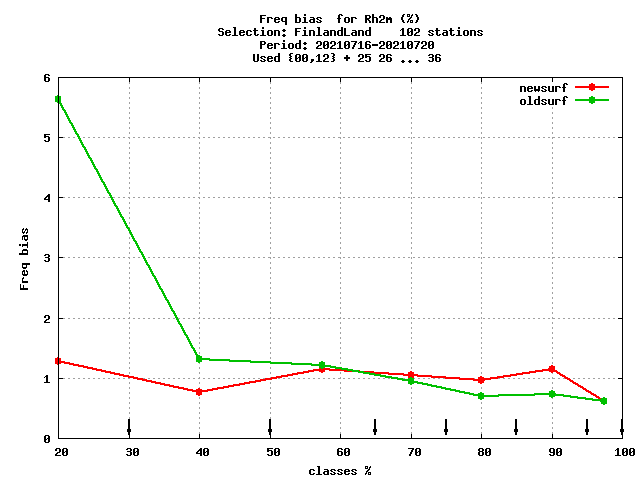 Freq bias  for Rh2m (%)
Selection: FinlandLand    102 stations
Period: 20210716-20210720
Used {00,12} + 25 26 ... 36
newsurf
oldsurf
6
5
4
3
2
1
0
Freq bias
20 30 40 50 60 70 80 90 100
classes %